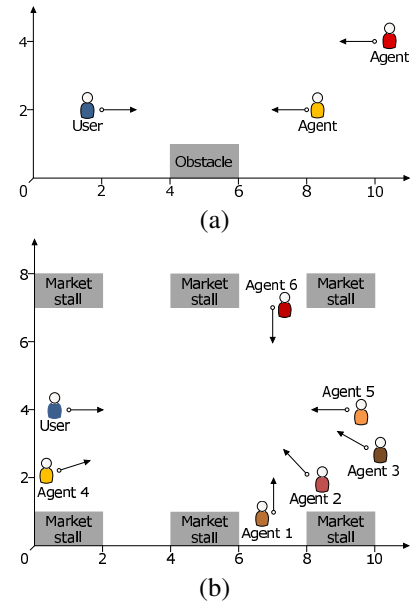 4
Agent
2
User
Agent
Obstacle
0
2
4
6
8
10
(a)
8
Market
stall
Market
stall
Agent 6
Market
stall
Agent 5
4
User
Agent 3
2
Agent 4
Agent 2
Market
stall
Market
stall
Agent 1
Market
stall
0
2
4
6
8
10
(b)